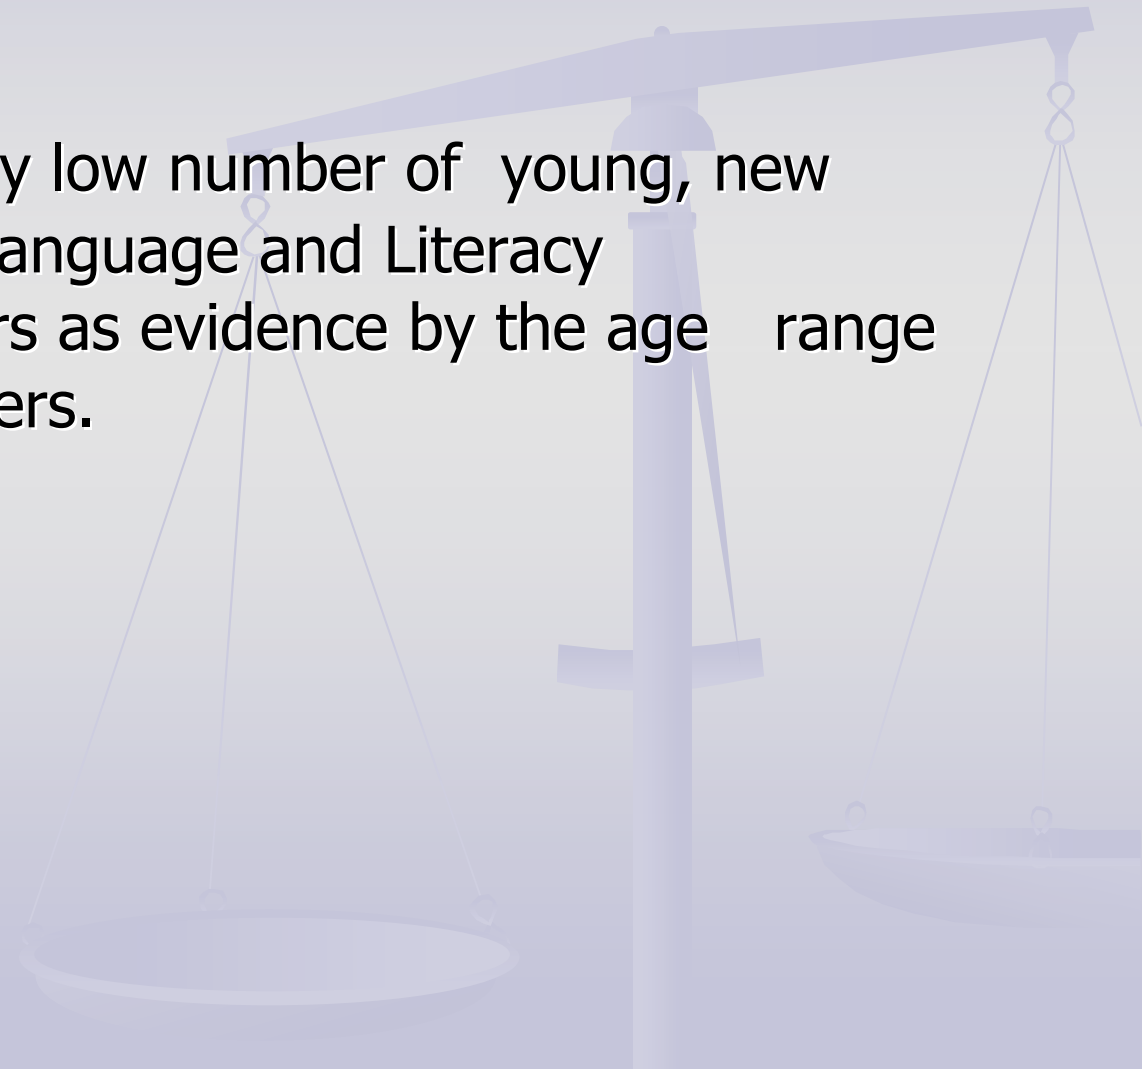 y low number of  young, new
anguage and Literacy
rs as evidence by the age   range
ers.